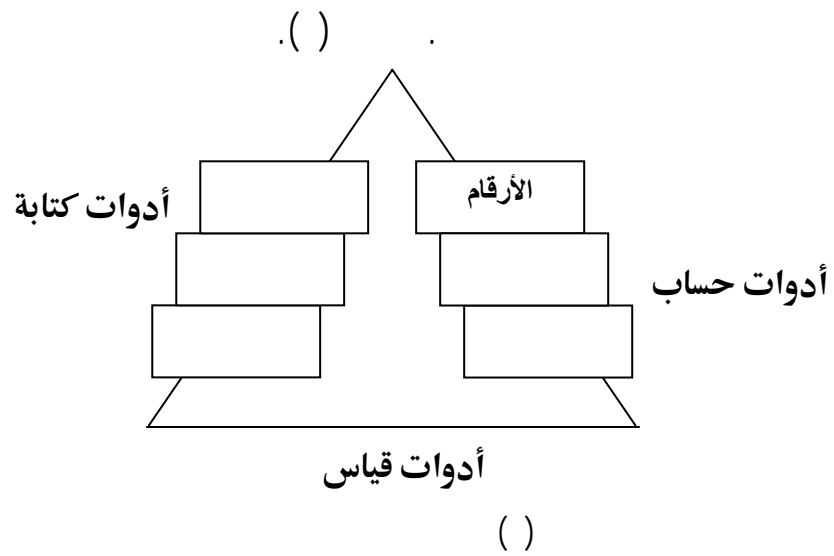 . ( ).
الأرقام
أدوات كتابة
أدوات حساب
أدوات قياس
( )